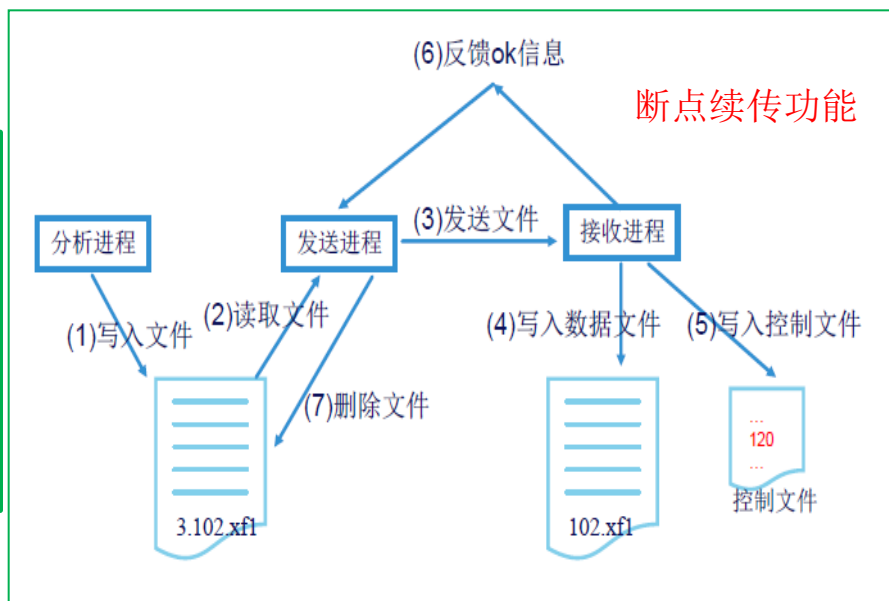 (6)反馈ok信息
断点续传功能
分析进程
发送进程
(3)发送文件
接收进程
(1)写入文件
(2)读取文件
(4)写入数据文件
(5)写入控制文件
(7)删除文件
...
120
...
控制文件
3.102.xf1
102.xf1